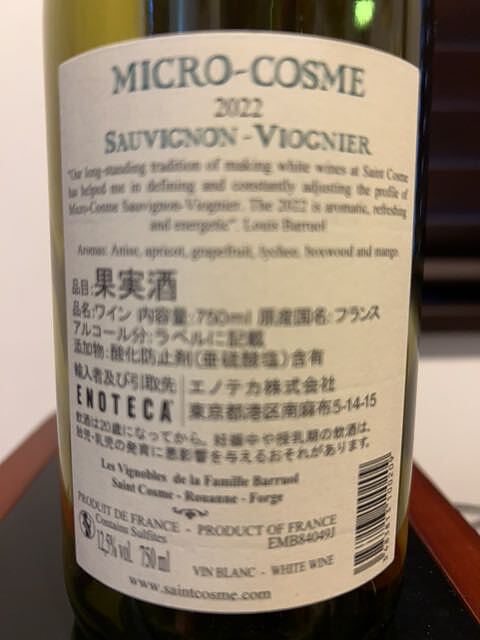 MICRO-COSME
2022
SAUVIGNON - VIOGNIER
"Our long-standing tradition of making white wines at Saint Cosme
has helped me in defining and constantly adjusting the profile of
Micro-Cosme Sauvignon-Viognier. The 2022 is aromatic, refreshing
and energetic". Louis Barruol
Aromas: Anise, apricot, grapefruit, lychee, boxwood and mango.
品目:果実酒
品名:ワイン 内容量:750ml 原産国名:フランス
アルコール分:ラベルに記載
添加物:酸化防止剤(亜硫酸塩)含有
輸入者及び引取先 エノテカ株式会社
ENOTECA 東京都港区南麻布5-14-15
飲酒は20歳になってから。妊娠中や授乳期の飲酒は、
胎児・乳児の発育に悪影響を与えるおそれがあります。
Les Vignobles de la Famille Barruol
Saint Cosme - Rouanne - Forge
PRODUIT DE FRANCE - PRODUCT OF FRANCE
Contains Sulfites EMB84049J
12,5% vol. 750 ml
VIN BLANC - WHITE WINE
www.saintcosme.com